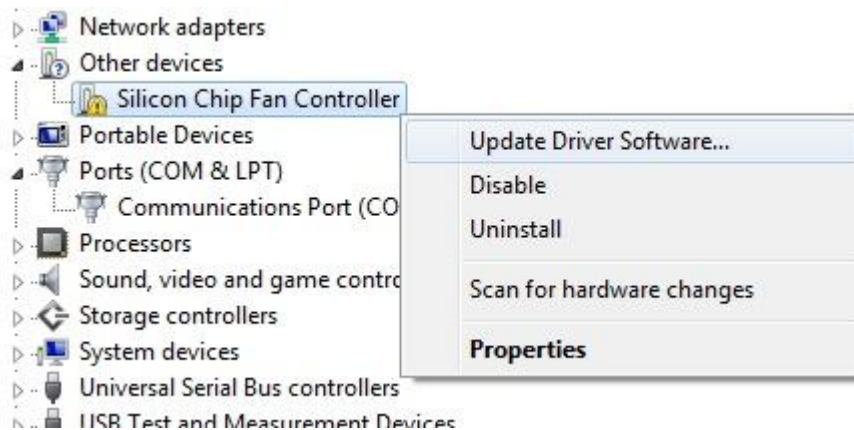 Network adapters
Other devices
Silicon Chip Fan Controller
Portable Devices
Update Driver Software...
Ports (COM & LPT)
Disable
Communications Port (CO
Uninstall
Processors
Sound, video and game contro
Scan for hardware changes
Storage controllers
System devices
Properties
Universal Serial Bus controllers
USB Test and Measurement Devices